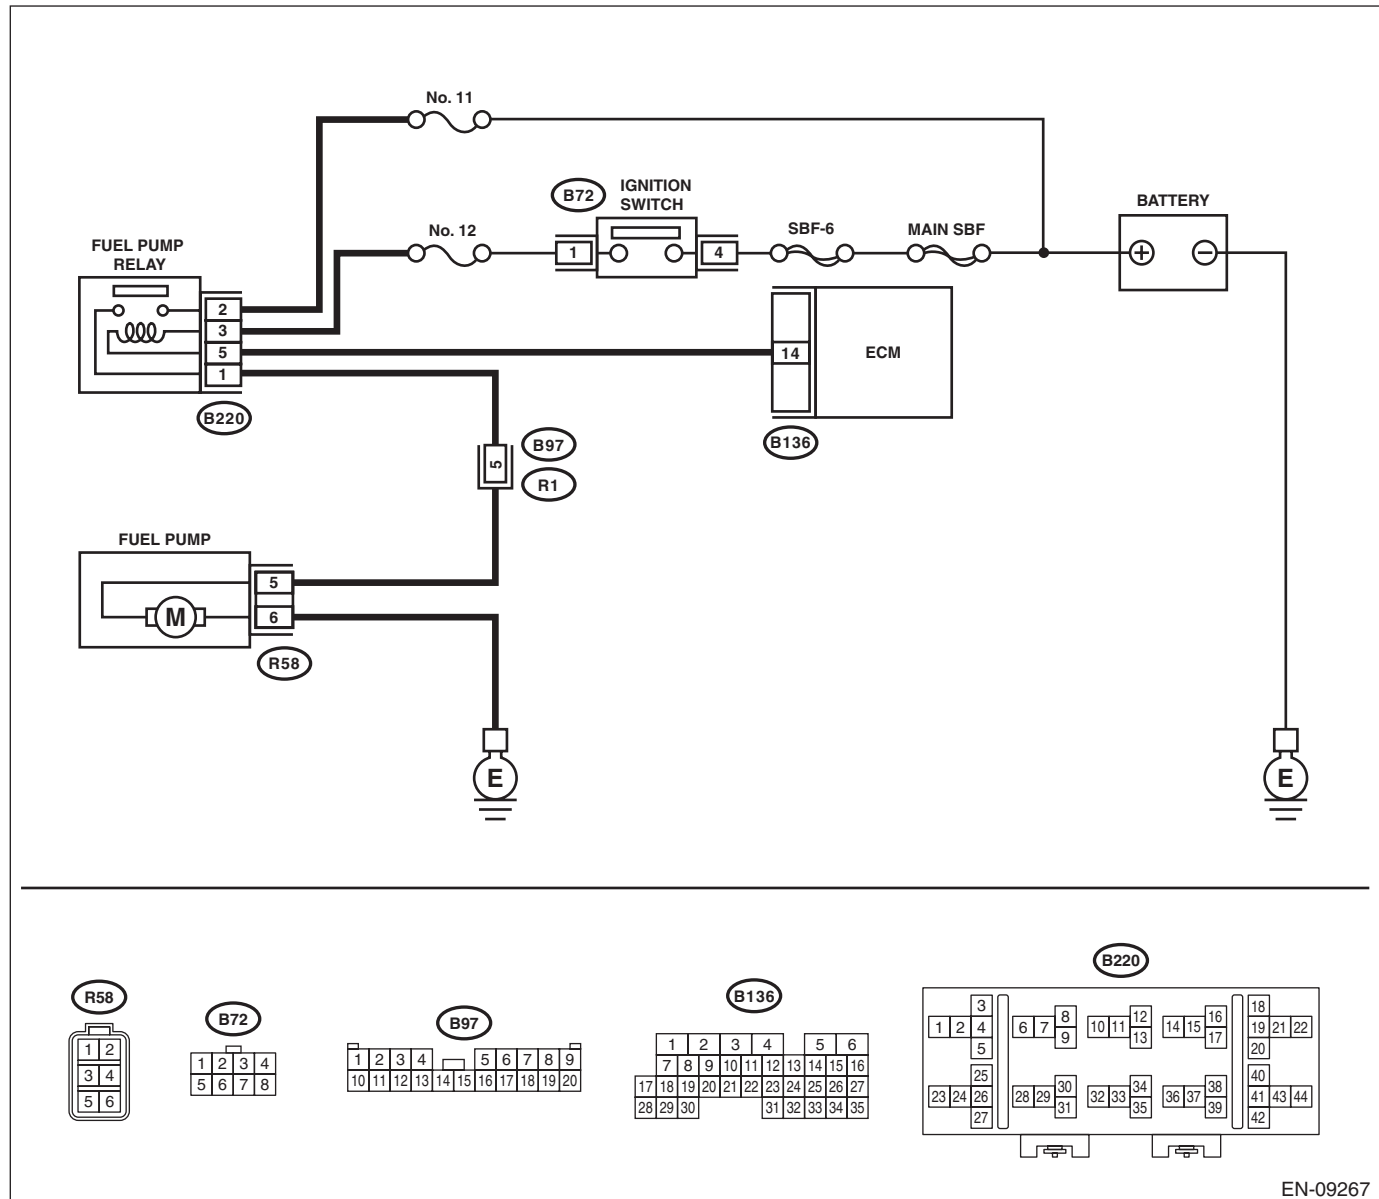 No. 11
B72
IGNITION
SWITCH
BATTERY
No. 12
SBF-6
MAIN SBF
FUEL PUMP
RELAY
1
4
+
−
2
3
5
1
14
ECM
B220
B136
5
B97
R1
FUEL PUMP
5
M
6
R58
E
E
R58
1 2
3 4
5 6
B72
1 2 3 4
5 6 7 8
B97
1 2 3 4 5 6 7 8 9
10 11 12 13 14 15 16 17 18 19 20
B136
1 2 3 4 5 6
7 8 9 10 11 12 13 14 15 16
17 18 19 20 21 22 23 24 25 26 27
28 29 30 31 32 33 34 35
B220
3 8 12 16 18
1 2 4 6 7 9 10 11 13 14 15 17 19 21 22
5 20
25 30 34 38 40
23 24 26 28 29 31 32 33 35 36 37 39 41 43 44
27 42
EN-09267